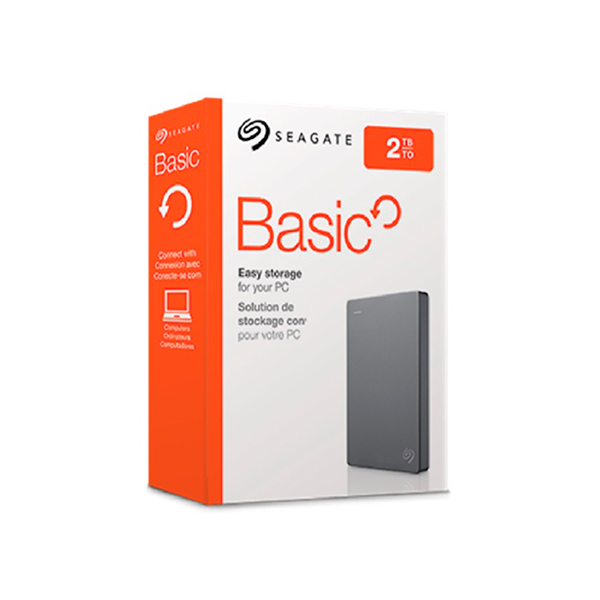 SEAGATE
Basic
Connect with
Connexion avec
Conecte-se com
Computers
Ordinateurs
Computadores
SEAGATE
2 TB
TO
Basic
Easy storage
for your PC
Solution de
stockage con
pour votre PC